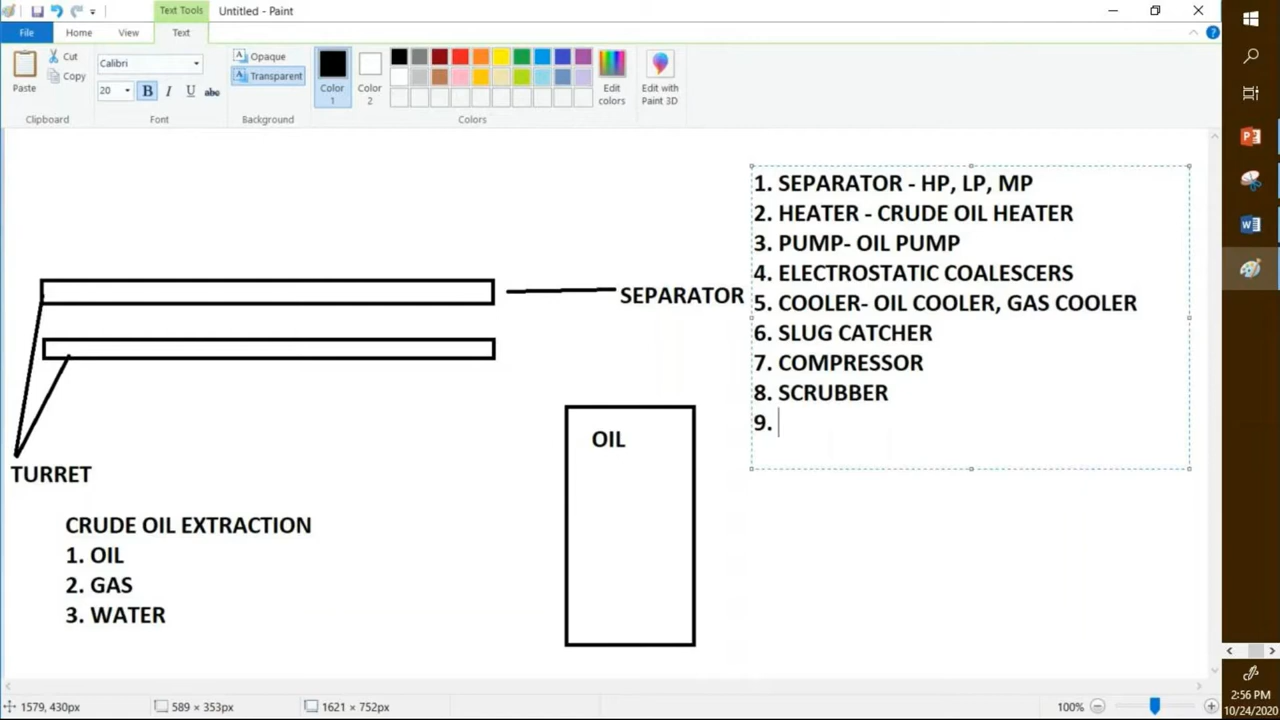 Untitled - Paint
Text Tools
File
Home
View
Text
Paste
Cut
Copy
Clipboard
Calibri
20
B I U abc
Font
Opaque
Transparent
Background
Color 1
Color 2
Colors
Edit colors
Edit with Paint 3D
1. SEPARATOR - HP, LP, MP
2. HEATER - CRUDE OIL HEATER
3. PUMP- OIL PUMP
4. ELECTROSTATIC COALESCERS
5. COOLER- OIL COOLER, GAS COOLER
6. SLUG CATCHER
7. COMPRESSOR
8. SCRUBBER
9.
SEPARATOR
TURRET
OIL
CRUDE OIL EXTRACTION
1. OIL
2. GAS
3. WATER
1579, 430px
589 × 353px
1621 × 752px
100%
2:56 PM
10/24/2020